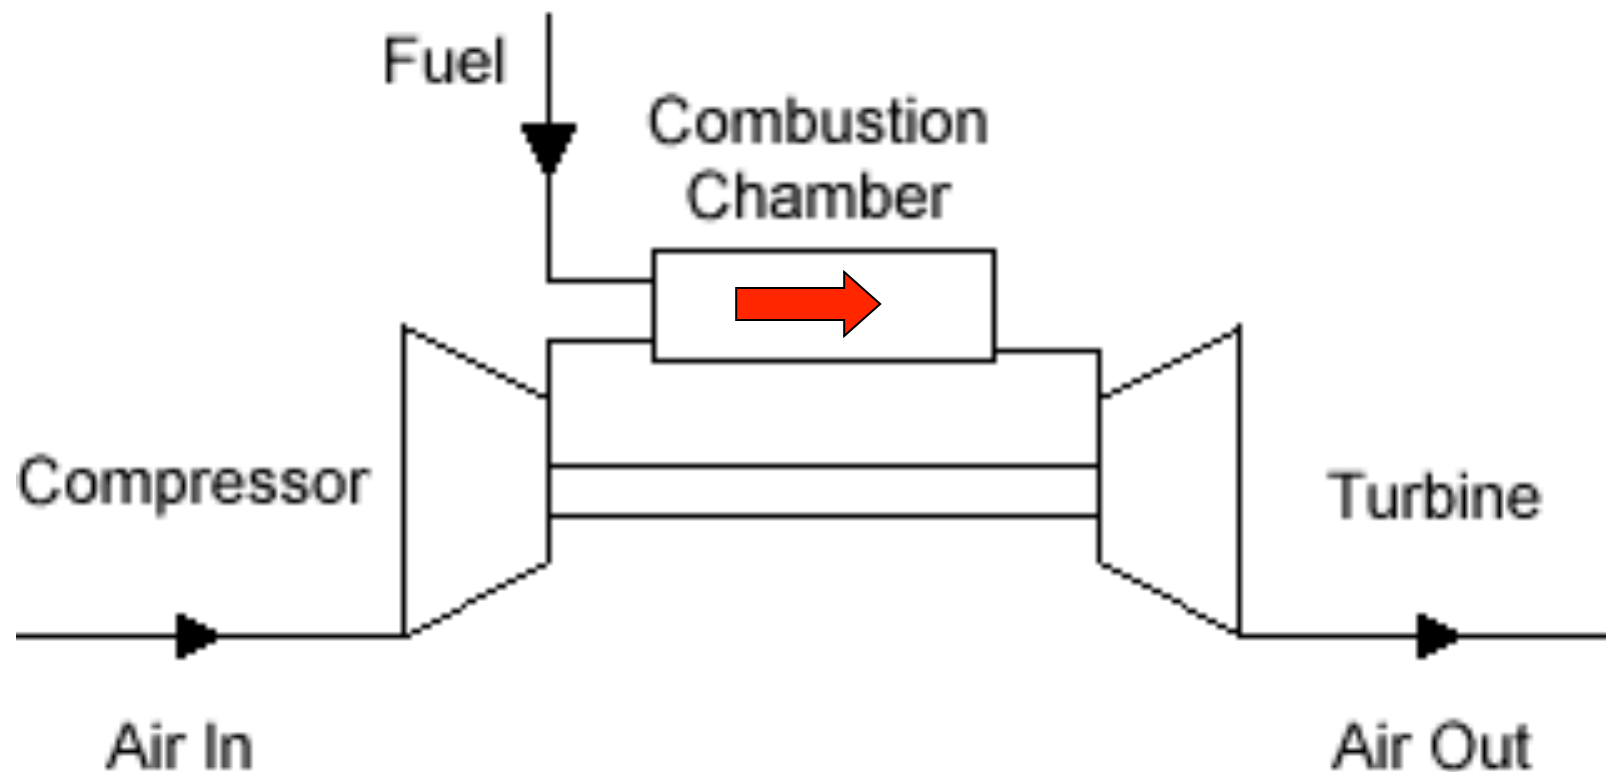 Fuel
Combustion
Chamber
Compressor
Turbine
Air In
Air Out